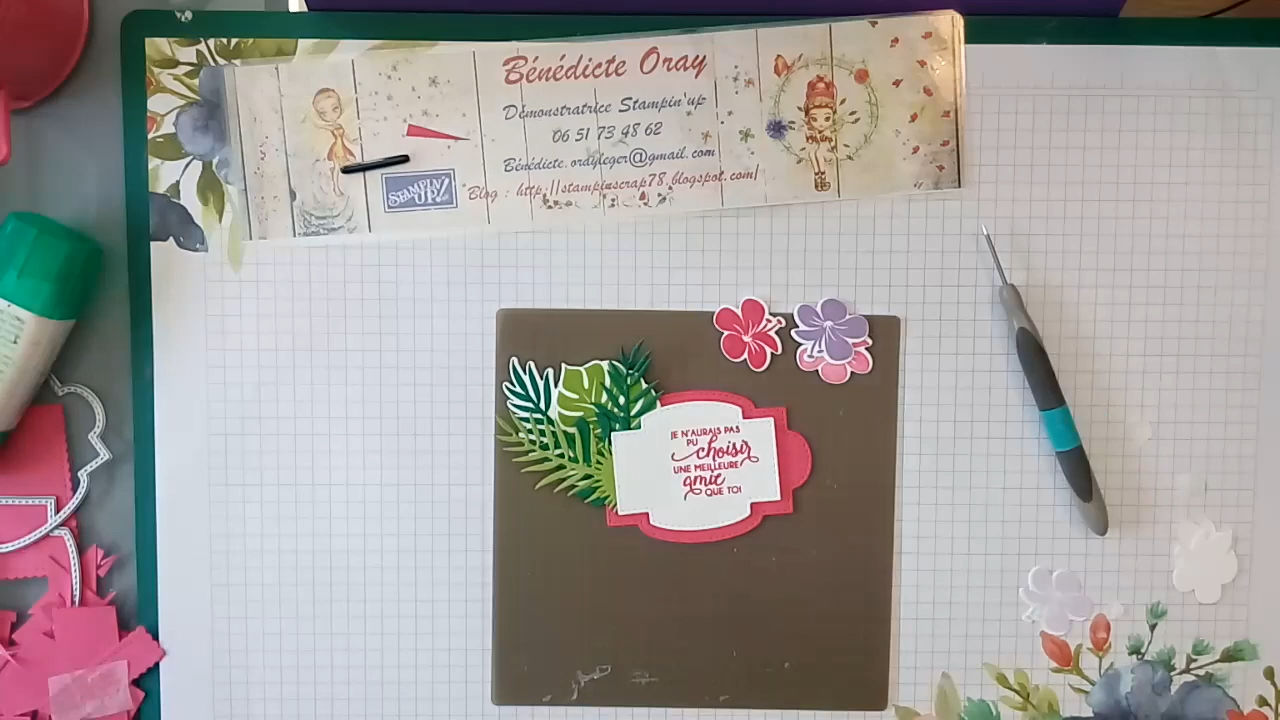 Bénédicte Oray
Démonstratrice Stampin'up
06 51 73 48 62
Bénédicte.orayleger@gmail.com
STAMPIN' UP!
Blog : http://stampinscrap78.blogspot.com/
JE N'AURAIS PAS
PU choisir
UNE MEILLEURE
amie
QUE TOI